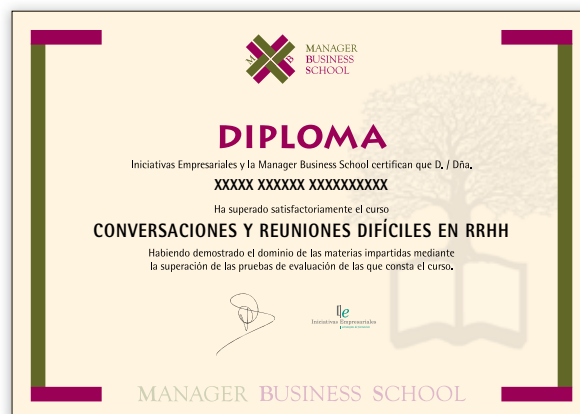 M B
MANAGER
BUSINESS
SCHOOL
DIPLOMA
Iniciativas Empresariales y la Manager Business School certifican que D. / Dña.
XXXXX XXXXXX XXXXXXXXXX
Ha superado satisfactoriamente el curso
CONVERSACIONES Y REUNIONES DIFÍCILES EN RRHH
Habiendo demostrado el dominio de las materias impartidas mediante
la superación de las pruebas de evaluación de las que consta el curso.
Iniciativas Empresariales
MANAGER BUSINESS SCHOOL